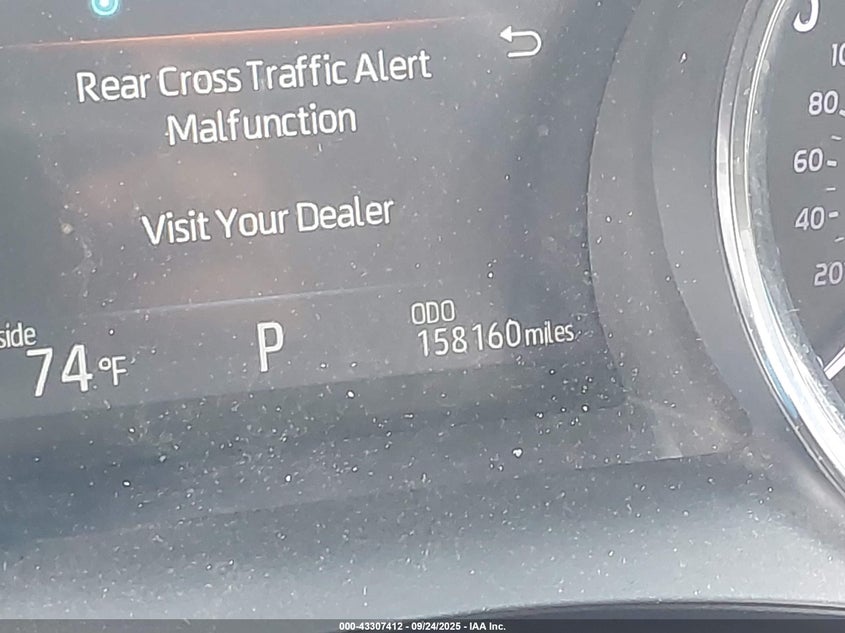 Rear Cross Traffic Alert
Malfunction
Visit Your Dealer
side
74°F
P
ODO
158160 miles
80
60
40
20
000-43307412 - 09/24/2025 - IAA Inc.